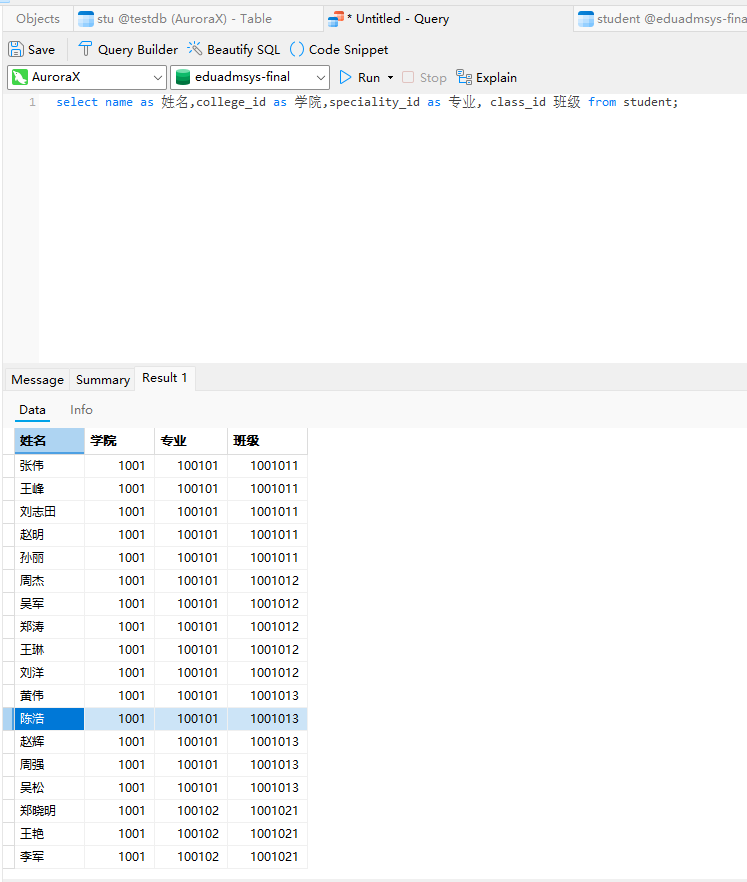 Objects stu @testdb (AuroraX) - Table * Untitled - Query student @eduadmsys-fina
Save Query Builder Beautify SQL () Code Snippet
AuroraX eduadmsys-final Run Stop Explain
1 select name as 姓名,college_id as 学院,speciality_id as 专业, class_id 班级 from student;
Message Summary Result 1
Data Info
姓名 学院 专业 班级
张伟 1001 100101 1001011
王峰 1001 100101 1001011
刘志田 1001 100101 1001011
赵明 1001 100101 1001011
孙丽 1001 100101 1001011
周杰 1001 100101 1001012
吴军 1001 100101 1001012
郑涛 1001 100101 1001012
王琳 1001 100101 1001012
刘洋 1001 100101 1001012
黄伟 1001 100101 1001013
陈浩 1001 100101 1001013
赵辉 1001 100101 1001013
周强 1001 100101 1001013
吴松 1001 100101 1001013
郑晓明 1001 100102 1001021
王艳 1001 100102 1001021
李军 1001 100102 1001021